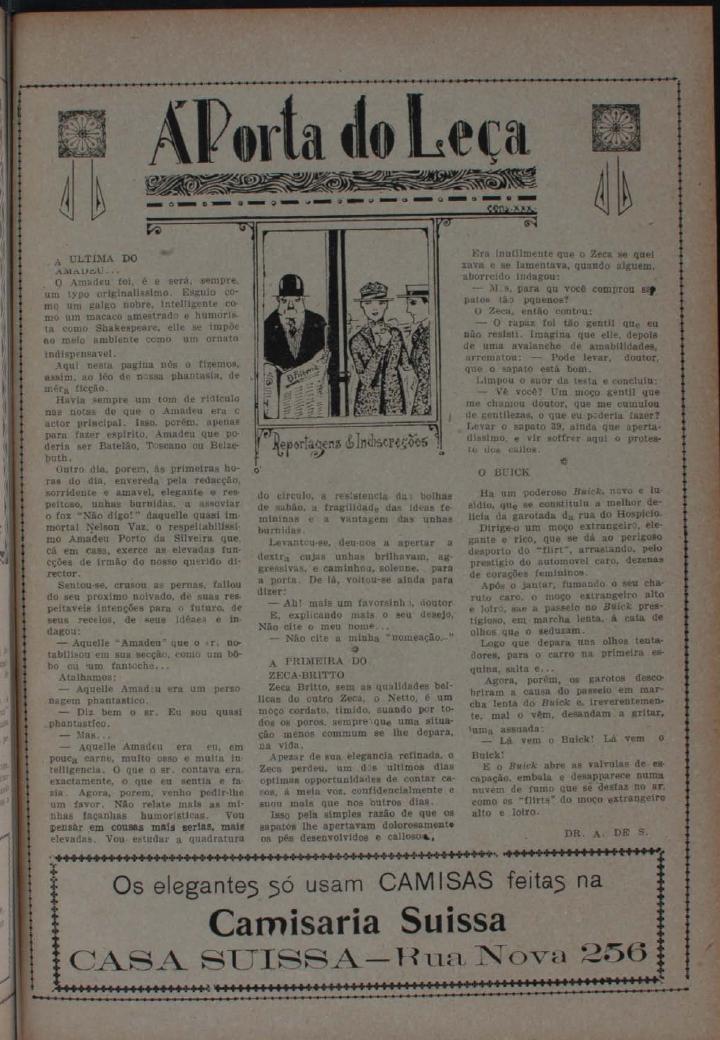 Á Porta do Leça
A ULTIMA DO
AMADEU...
O Amadeu foi, é e será, sempre,
um typo originalissimo. Esguio co-
mo um galgo nobre, intelligente co-
mo um macaco amestrado e humoris-
ta como Shakespeare, elle se impõe
ao meio ambiente como um ornato
indispensavel.
Aqui nesta pagina nós o fizemos,
assim, ao léo de nossa phantasia, de
méra ficção.
Havia sempre um tom de ridiculo
nas notas de que o Amadeu era o
actor principal. Isso, porém, apenas
para fazer espirito. Amadeu que po-
deria ser Batelão, Toscano ou Belze-
buth.
Outro dia, porem, ás primeiras ho-
ras do dia, envereda pela redacção,
sorridente e amavel, elegante e res-
peitoso, unhas burnidas, a assoviar
o fox "Não digo!" daquelle quasi im-
mortal Nelson Vaz, o respeitabilissi-
mo Amadeu Porto da Silveira que,
cá em casa, exerce as elevadas fun-
cções de irmão do nosso querido di-
rector.
Sentou-se, crusou as pernas, fallou
do seu proximo noivado, de suas res-
peitaveis intenções para o futuro, de
seus receios, de seus idéaes e in-
dagou:
— Aquelle "Amadeu" que o sr. no-
tabilisou em sua secção, como um bô-
bo ou um fantoche...
Atalhamos:
— Aquelle Amadeu era um perso
nagem phantastico.
— Diz bem o sr. Eu sou quasi
phantastico.
— Mas...
— Aquelle Amadeu era eu, em
pouca carne, muito osso e muita in-
telligencia. O que o sr. contava era,
exactamente, o que eu sentia e fa-
zia. Agora, porem, venho pedir-lhe
um favor. Não relate mais as mi-
nhas façanhas humoristicas. Vou
pensar em cousas mais serias, mais
elevadas. Vou estudar a quadratura
Reportagens & Indiscreções
do circulo, a resistencia das bolhas
de sabão, a fragilidade das idéas fe-
mininas e a vantagem das unhas
burnidas.
Levantou-se, deu-nos a apertar a
dextra cujas unhas brilhavam, ag-
gressivas, e caminhou, solenne, para
a porta. De lá, voltou-se ainda para
dizer:
— Ah! mais um favorsinho, doutor
E, explicando mais o seu desejo,
Não cite o meu nome...
— Não cite a minha "nomeação."
A PRIMEIRA DO
ZECA-BRITTO
Zeca Britto, sem as qualidades bel-
licas do outro Zeca, o Netto, é um
moço cordato, timido, suando por to-
dos os poros, sempre que uma situa-
ção menos commum se lhe depara,
na vida.
Apezar de sua elegancia refinada, o
Zeca perdeu, um dos ultimos dias
optimas opportunidades de contar ca-
sos, á meia voz, confidencialmente e
suou mais que nos outros dias.
Isso pela simples razão de que os
sapatos lhe apertavam dolorosamente
os pés desenvolvidos e callosos.
Era inutilmente que o Zeca se quei
xava e se lamentava, quando alguem,
aborrecido indagou:
— Mas, para qu você comprou sa-
patos tão pquenos?
O Zeca, então contou:
— O rapaz foi tão gentil que eu
não resisti. Imagine que elle, depois
de uma avalanche de amabilidades,
arrematou: — Pode levar, doutor,
que o sapato está bom.
Limpou o suor da testa e concluiu:
— Vê você? Um moço gentil que
me chamou doutor, que me cumulou
de gentilezas, o que eu poderia fazer?
Levar o sapato 39, ainda que aperta-
dissimo, e vir soffrer aqui o protes-
to dos callos.
O BUICK
Ha um poderoso Buick, novo e lu-
sidio, que se constituiu a melhor de-
licia da garotada da rua do Hospicio.
Dirige-o um moço extrangeiro, ele-
gante e rico, que se dá ao perigoso
desporto do "flirt", arrastando, pelo
prestigio do automovel caro, dezenas
de corações femininos.
Após o jantar, fumando o seu cha-
ruto caro, o moço extrangeiro alto
e loiro, sae a passeio no Buick pres-
tigioso, em marcha lenta, á cata de
olhos que o seduzam.
Logo que depara uns olhos tenta-
dores, para o carro na primeira es-
quina, salta e...
Agora, porém, os garotos desco-
briram a causa do passeio em mar-
cha lenta do Buick e, irreverentemen-
te, mal o vêm, desandam a gritar,
numa assuada:
— Lá vem o Buick! Lá vem o
Buick!
E o Buick abre as valvulas de es-
capação, embala e desapparece numa
nuvem de fumo que se desfaz no ar,
como os "flirts" do moço extrangeiro
alto e loiro.
DR. A. DE S.
Os elegantes só usam CAMISAS feitas na
Camisaria Suissa
CASA SUISSA—Rua Nova 256